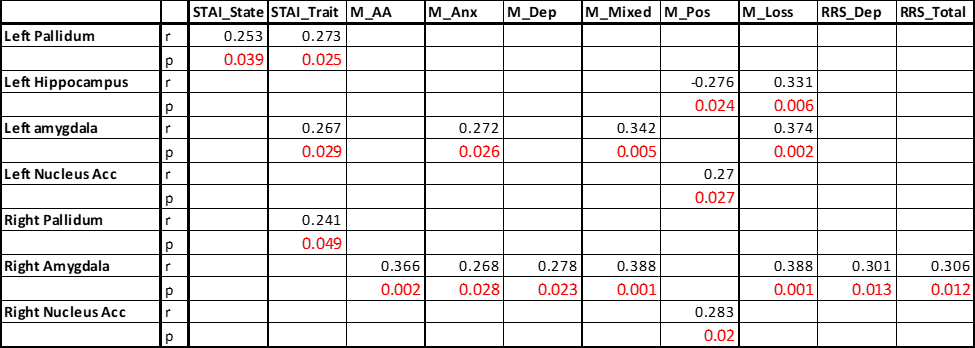 STAI_State STAI_Trait M_AA M_Anx M_Dep M_Mixed M_Pos M_Loss RRS_Dep RRS_Total
Left Pallidum r 0.253 0.273
p 0.039 0.025
Left Hippocampus r -0.276 0.331
p 0.024 0.006
Left amygdala r 0.267 0.272 0.342 0.374
p 0.029 0.026 0.005 0.002
Left Nucleus Acc r 0.27
p 0.027
Right Pallidum r 0.241
p 0.049
Right Amygdala r 0.366 0.268 0.278 0.388 0.388 0.301 0.306
p 0.002 0.028 0.023 0.001 0.001 0.013 0.012
Right Nucleus Acc r 0.283
p 0.02